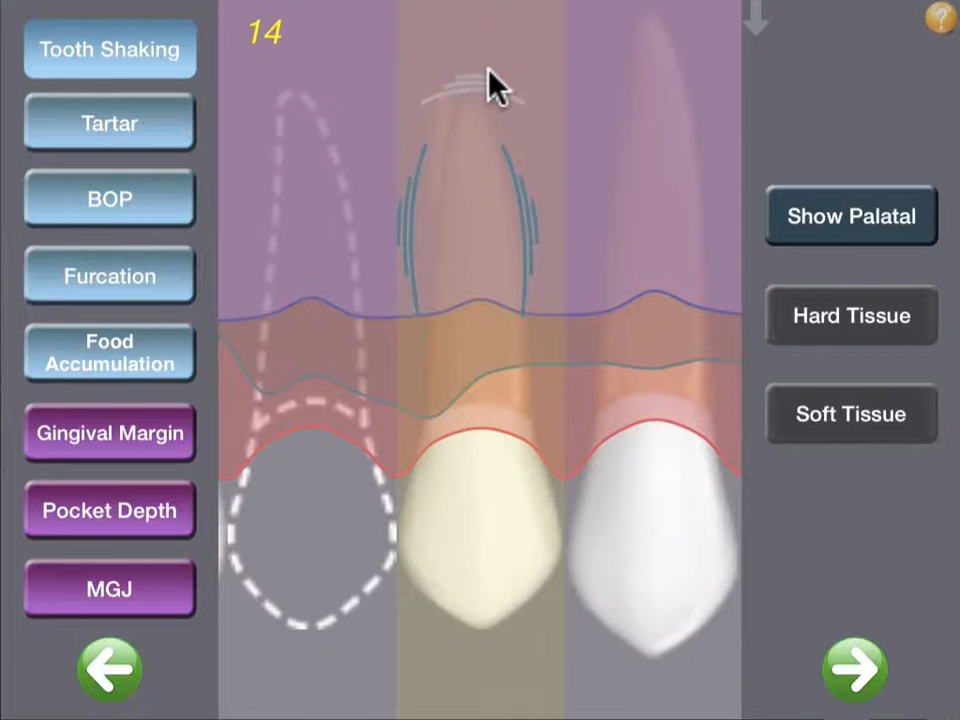 Tooth Shaking
14
?
Tartar
BOP
Show Palatal
Furcation
Hard Tissue
Food
Accumulation
Soft Tissue
Gingival Margin
Pocket Depth
MGJ